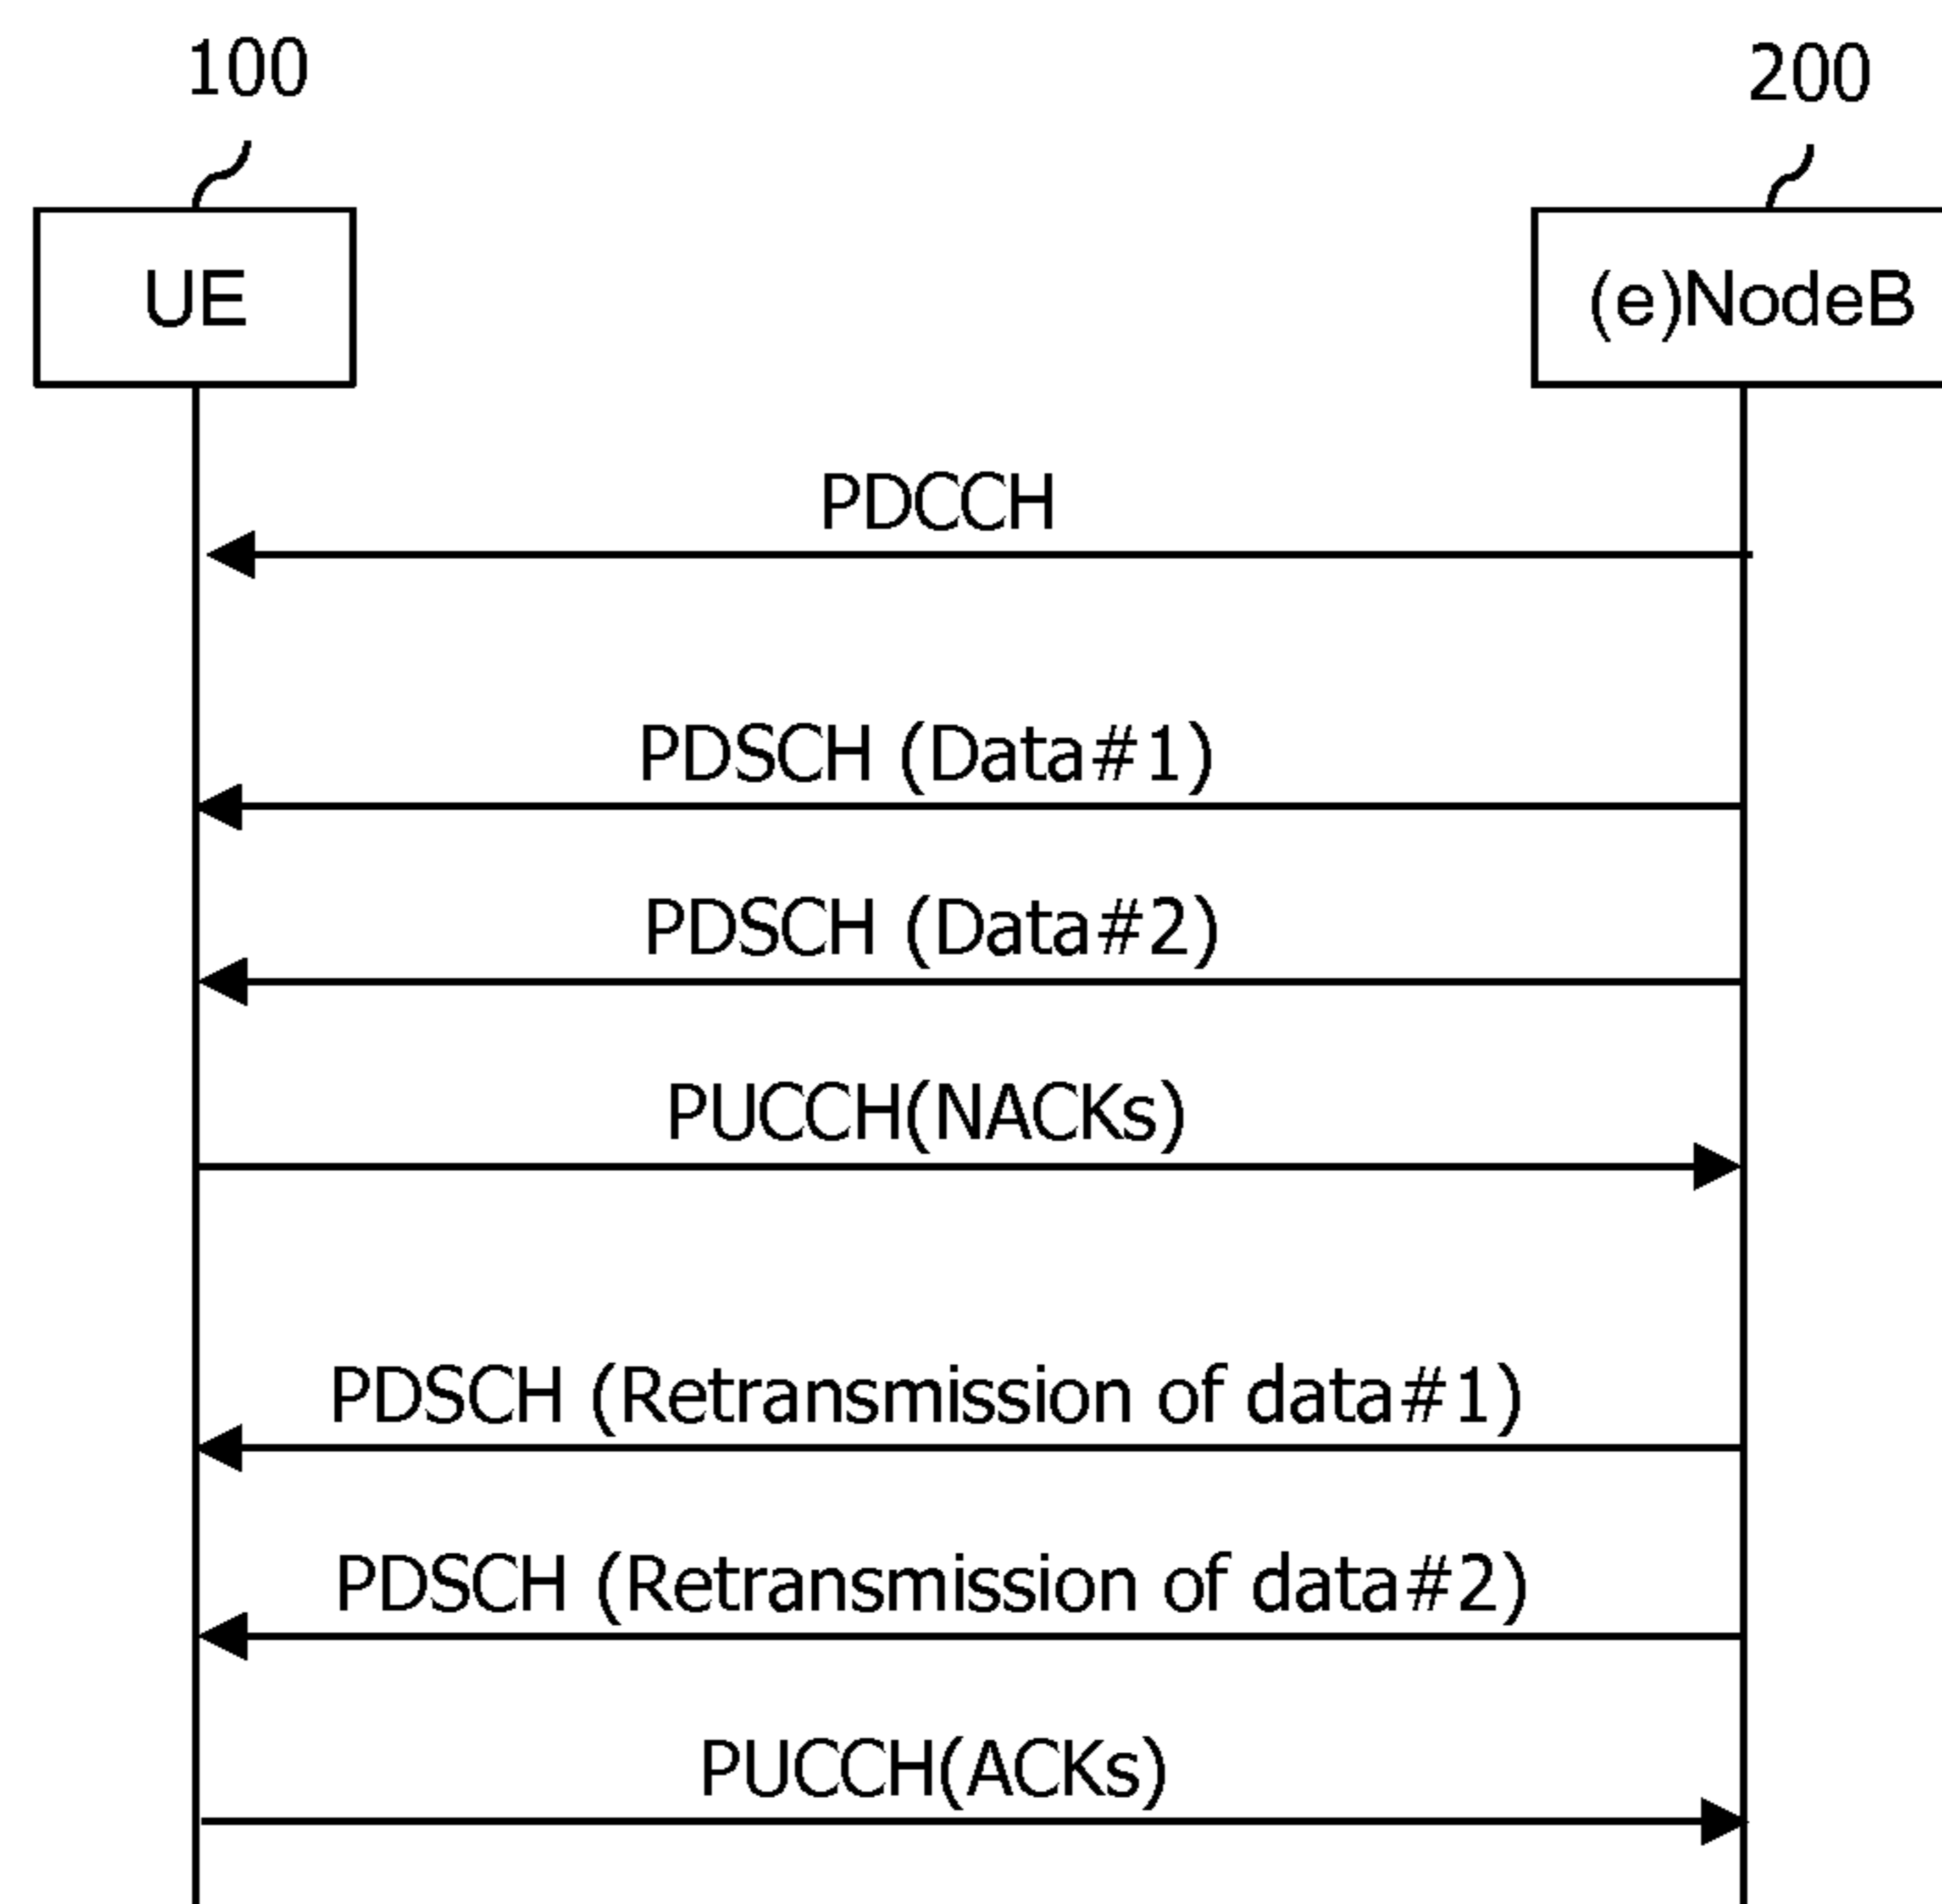 100
200
UE
(e)NodeB
PDCCH
PDSCH (Data#1)
PDSCH (Data#2)
PUCCH(NACKs)
PDSCH (Retransmission of data#1)
PDSCH (Retransmission of data#2)
PUCCH(ACKs)